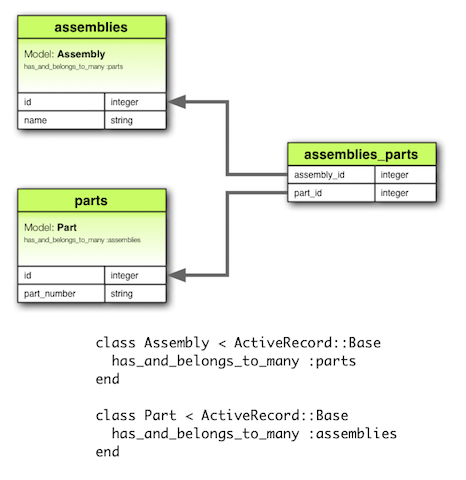 assemblies
Model: Assembly
has_and_belongs_to_many :parts
id integer
name string
assemblies_parts
assembly_id integer
part_id integer
parts
Model: Part
has_and_belongs_to_many :assemblies
id integer
part_number string
class Assembly < ActiveRecord::Base
  has_and_belongs_to_many :parts
end
class Part < ActiveRecord::Base
  has_and_belongs_to_many :assemblies
end